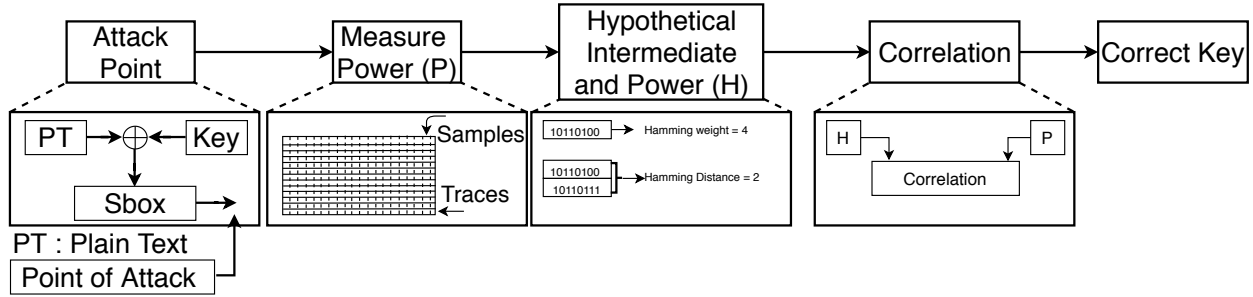 Attack
Point
Measure
Power (P)
Hypothetical
Intermediate
and Power (H)
Correlation
Correct Key
PT
Key
Sbox
PT : Plain Text
Point of Attack
Samples
Traces
10110100
Hamming weight = 4
10110100
10110111
Hamming Distance = 2
H
P
Correlation